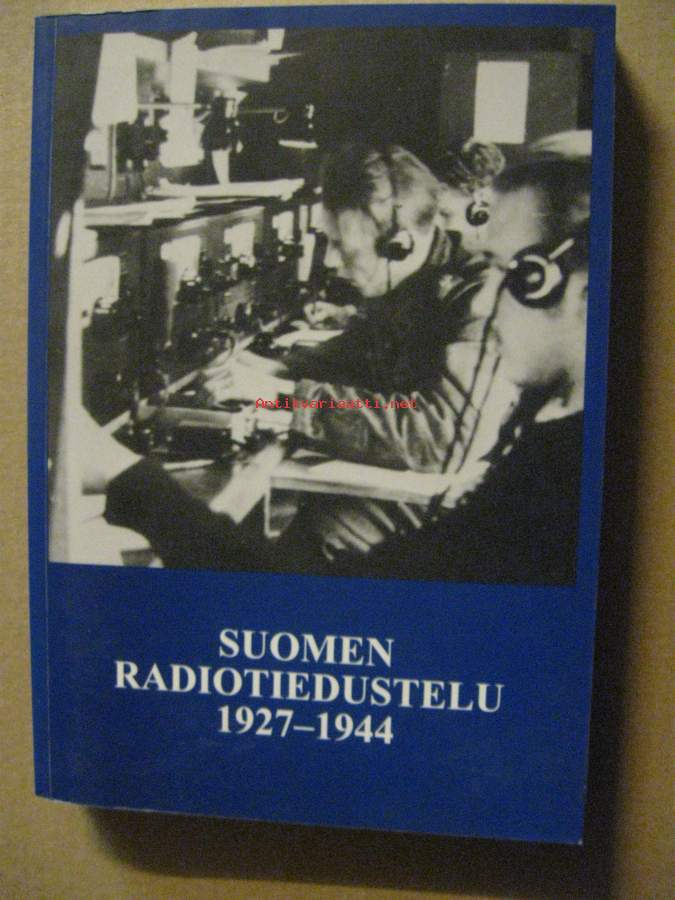 Antikvariaatti.net
SUOMEN
RADIOTIEDUSTELU
1927–1944